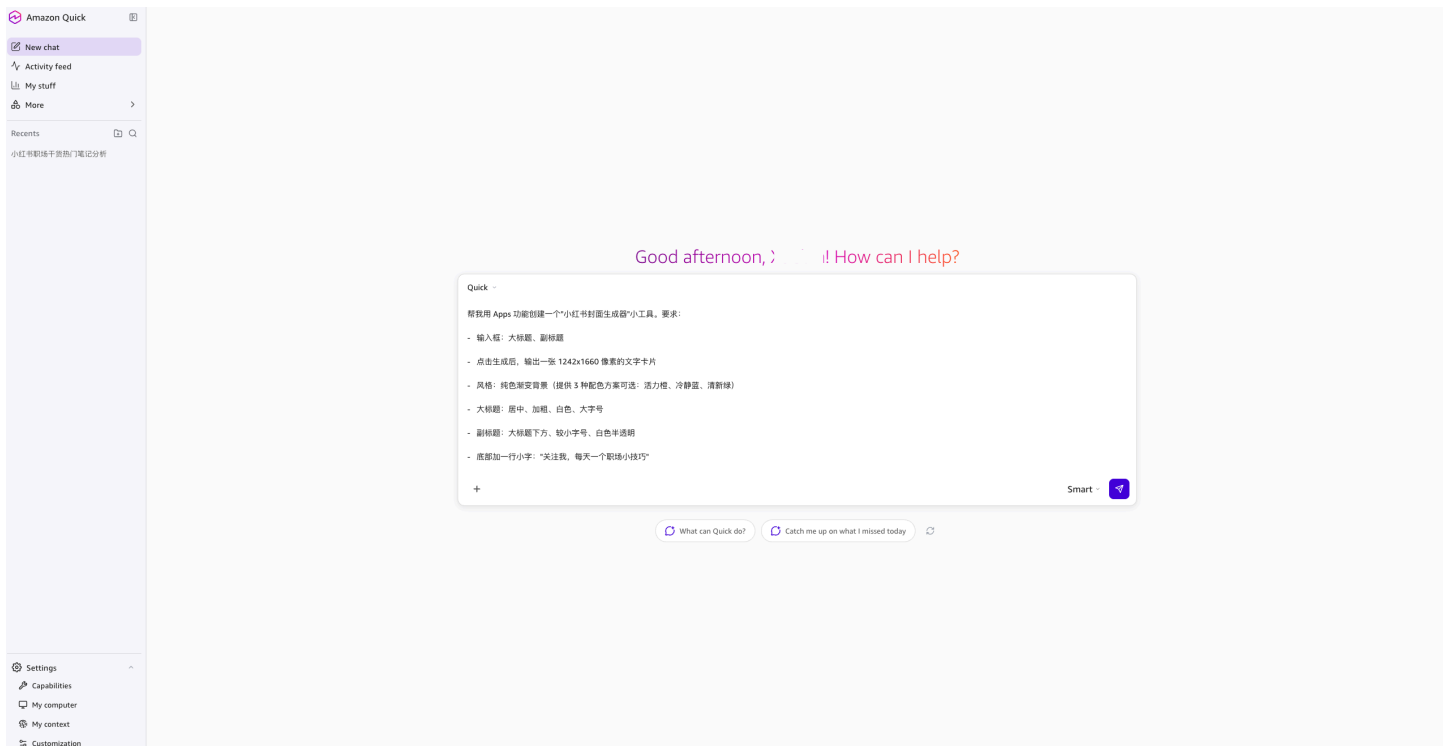 Amazon Quick
New chat
Activity feed
My stuff
More
Recents
小红书职场干货热门笔记分析
Good afternoon, ! How can I help?
Quick
帮我用 Apps 功能创建一个"小红书封面生成器"小工具。要求：
- 输入框：大标题、副标题
- 点击生成后，输出一张 1242x1660 像素的文字卡片
- 风格：纯色渐变背景（提供 3 种配色方案可选：活力橙、冷静蓝、清新绿）
- 大标题：居中、加粗、白色、大字号
- 副标题：大标题下方、较小字号、白色半透明
- 底部加一行小字："关注我，每天一个职场小技巧"
Smart
What can Quick do?
Catch me up on what I missed today
Settings
Capabilities
My computer
My context
Customization